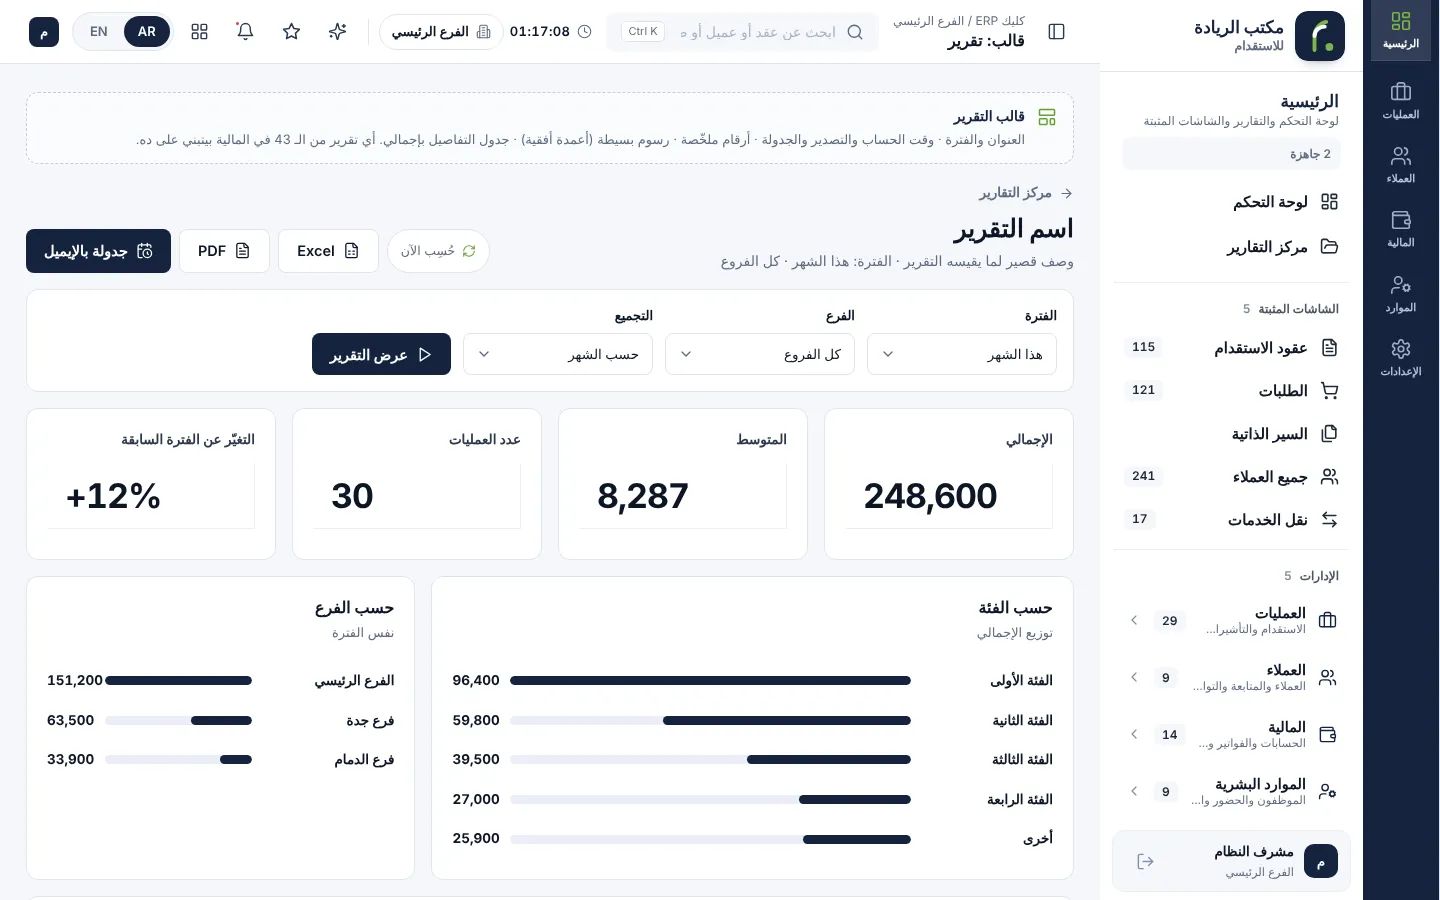 الرئيسية
العمليات
العملاء
المالية
الموارد
الإعدادات
مكتب الريادة
للاستقدام
الرئيسية
لوحة التحكم والتقارير والشاشات المثبتة
2 جاهزة
لوحة التحكم
مركز التقارير
الشاشات المثبتة 5
عقود الاستقدام 115
الطلبات 121
السير الذاتية
جميع العملاء 241
نقل الخدمات 17
الإدارات 5
العمليات 29
الاستقدام والتأشيرا...
العملاء 9
العملاء والمتابعة والتوا...
المالية 14
الحسابات والفواتير و...
الموارد البشرية 9
الموظفون والحضور وا...
م مشرف النظام
الفرع الرئيسي
كليك ERP / الفرع الرئيسي
قالب: تقرير
ابحث عن عقد أو عميل أو Ctrl K
01:17:08
الفرع الرئيسي
AR EN
م
قالب التقرير
العنوان والفترة · وقت الحساب والتصدير والجدولة · أرقام ملخّصة · رسوم بسيطة (أعمدة أفقية) · جدول التفاصيل بإجمالي. أي تقرير من الـ 43 في المالية بيتبني على ده.
مركز التقارير
اسم التقرير
وصف قصير لما يقيسه التقرير · الفترة: هذا الشهر · كل الفروع
حُسِب الآن
Excel
PDF
جدولة بالإيميل
الفترة الفرع التجميع
هذا الشهر كل الفروع حسب الشهر عرض التقرير
الإجمالي
248,600
المتوسط
8,287
عدد العمليات
30
التغيّر عن الفترة السابقة
+12%
حسب الفئة
توزيع الإجمالي
الفئة الأولى 96,400
الفئة الثانية 59,800
الفئة الثالثة 39,500
الفئة الرابعة 27,000
أخرى 25,900
حسب الفرع
نفس الفترة
الفرع الرئيسي 151,200
فرع جدة 63,500
فرع الدمام 33,900